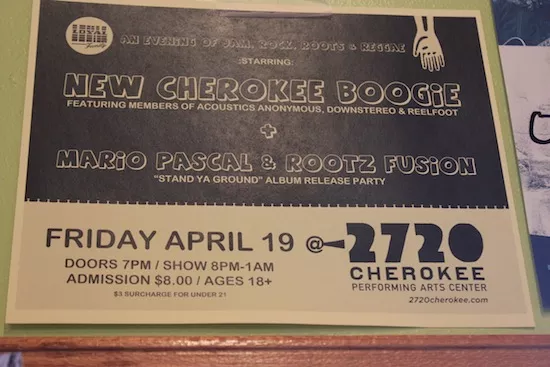 LOYAL
Family
AN EVENING OF JAM, ROCK, ROOTS & REGGAE
STARRING:
NEW CHEROKEE BOOGiE
FEATURING MEMBERS OF ACOUSTICS ANONYMOUS, DOWNSTEREO & REELFOOT
+
MARiO PASCAL & ROOTZ FUSiON
"STAND YA GROUND" ALBUM RELEASE PARTY
FRIDAY APRIL 19 @
DOORS 7PM / SHOW 8PM-1AM
ADMISSION $8.00 / AGES 18+
$3 SURCHARGE FOR UNDER 21
2720
CHEROKEE
PERFORMING ARTS CENTER
2720cherokee.com